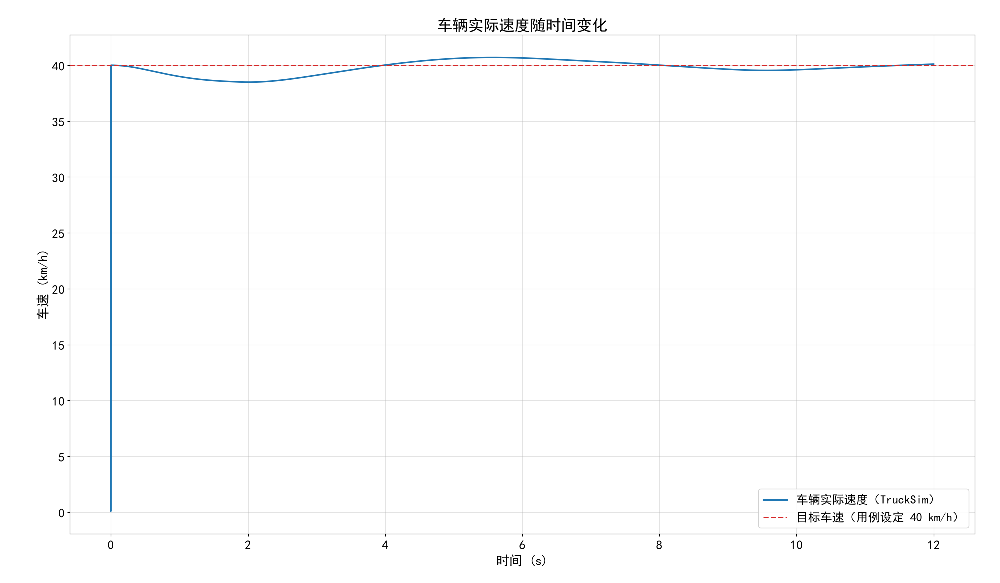 车辆实际速度随时间变化
40
35
30
25
20
15
10
5
0
车速 (km/h)
0 2 4 6 8 10 12
时间 (s)
车辆实际速度（TruckSim）
目标车速（用例设定 40 km/h）